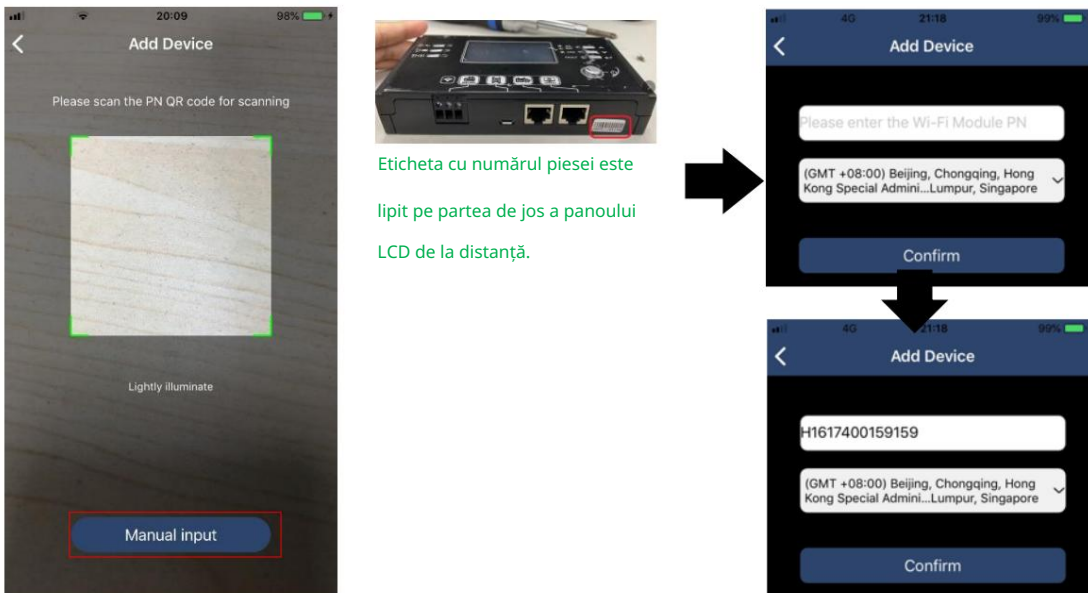 20:09
98%
Add Device
Please scan the PN QR code for scanning
Lightly illuminate
Manual input
Eticheta cu numărul piesei este
lipit pe partea de jos a panoului
LCD de la distanță.
4G 21:18 99%
Add Device
Please enter the Wi-Fi Module PN
(GMT +08:00) Beijing, Chongqing, Hong
Kong Special Admini...Lumpur, Singapore
Confirm
4G 21:18 99%
Add Device
H1617400159159
(GMT +08:00) Beijing, Chongqing, Hong
Kong Special Admini...Lumpur, Singapore
Confirm